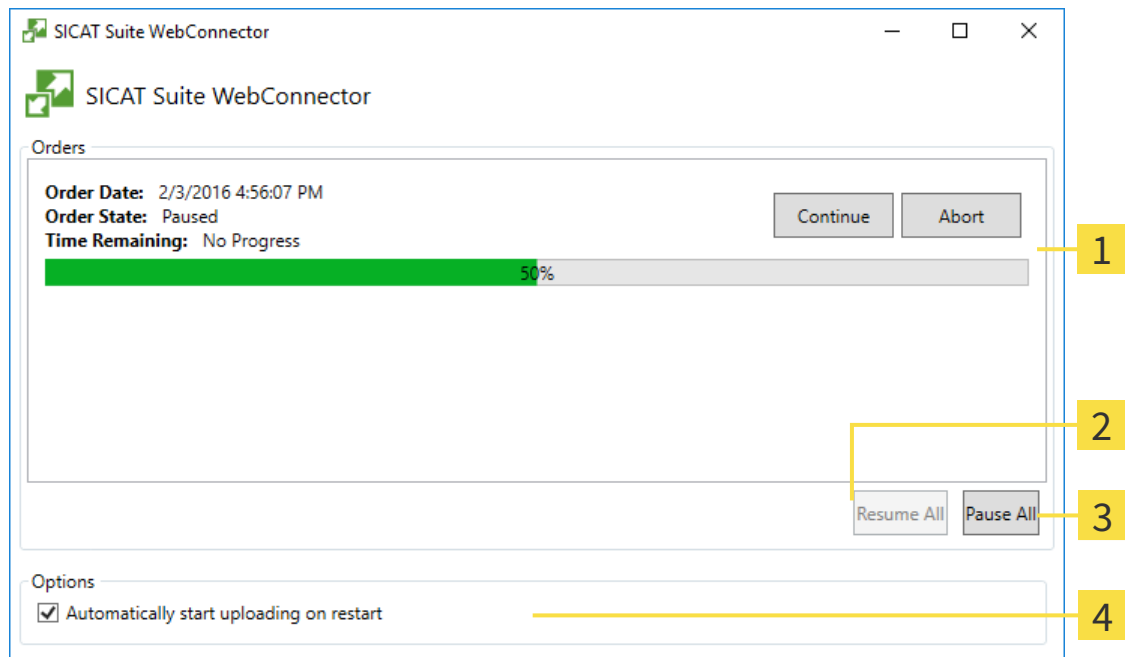 SICAT Suite WebConnector
SICAT Suite WebConnector
Orders
Order Date: 2/3/2016 4:56:07 PM
Order State: Paused
Time Remaining: No Progress
Continue
Abort
1
50%
2
Resume All
Pause All
3
Options
Automatically start uploading on restart
4